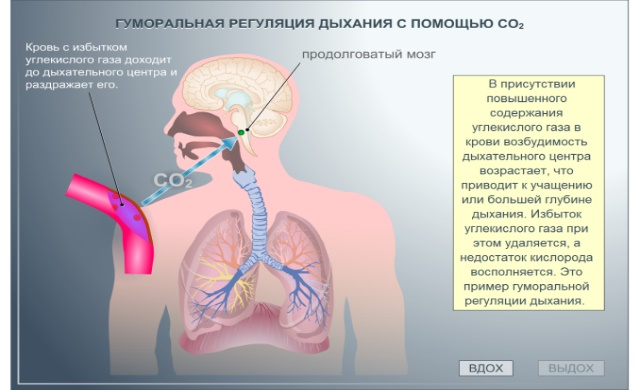 ГУМОРАЛЬНАЯ РЕГУЛЯЦИЯ ДЫХАНИЯ С ПОМОЩЬЮ CO₂
Кровь с избытком
углекислого газа доходит
до дыхательного центра и
раздражает его.
продолговатый мозг
CO₂
В присутствии
повышенного
содержания
углекислого газа в
крови возбудимость
дыхательного центра
возрастает, что
приводит к учащению
или большей глубине
дыхания. Избыток
углекислого газа при
этом удаляется, а
недостаток кислорода
восполняется. Это
пример гуморальной
регуляции дыхания.
ВДОХ
ВЫДОХ